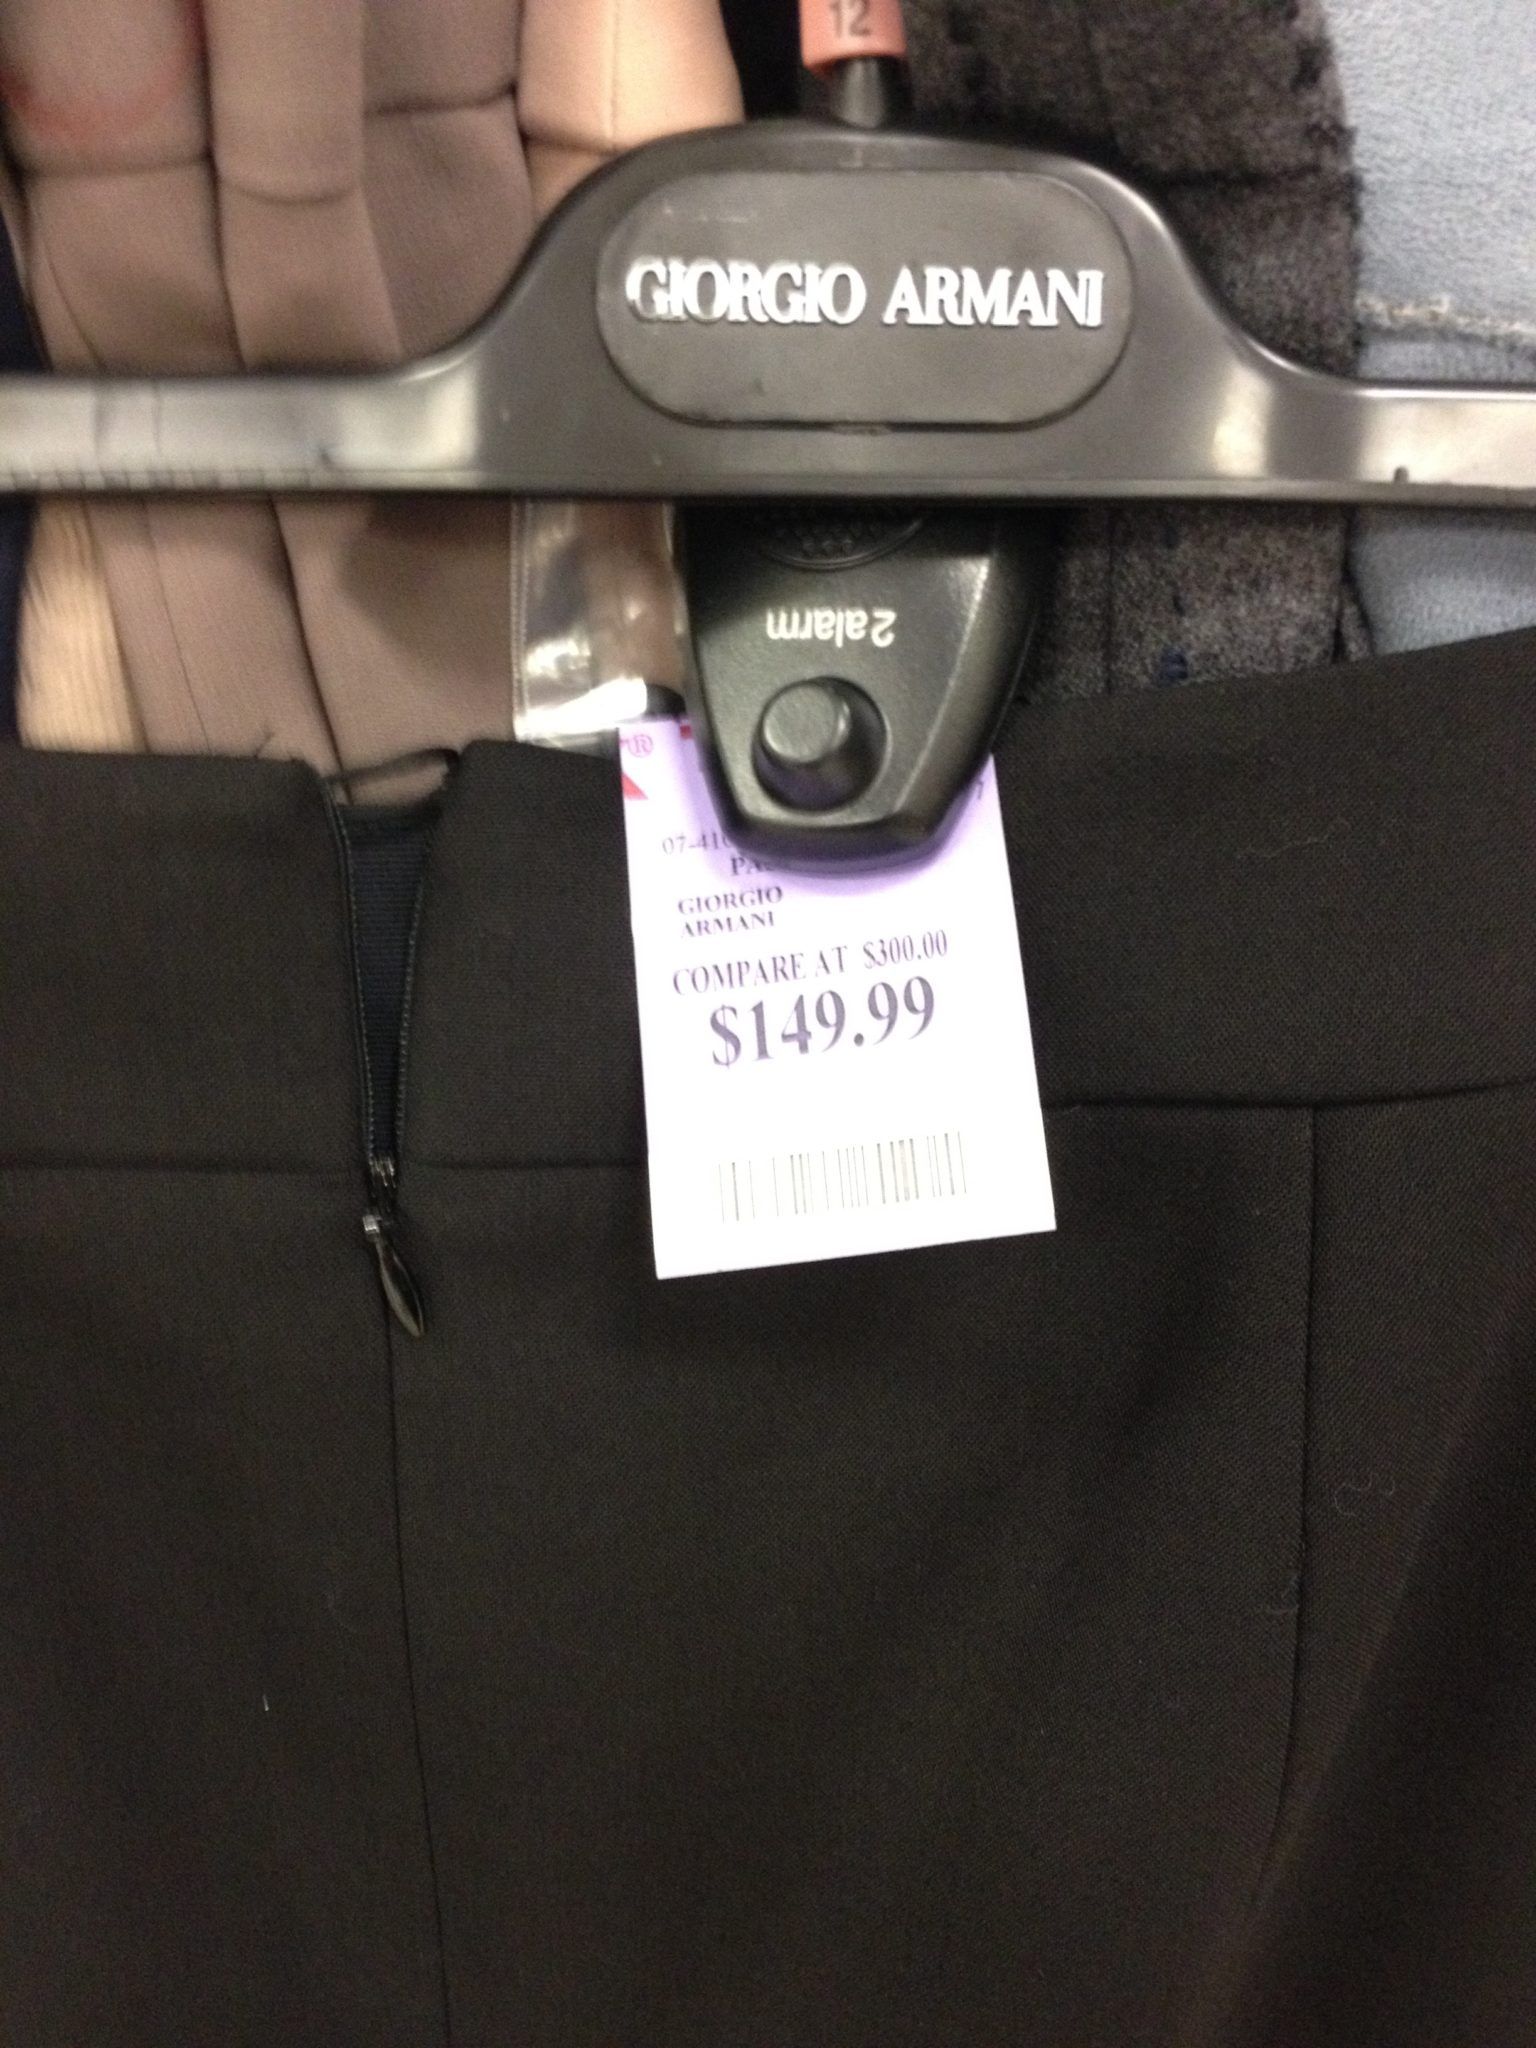 12
GIORGIO ARMANI
2 alarm
®
GIORGIO
ARMANI
COMPARE AT $300.00
$149.99